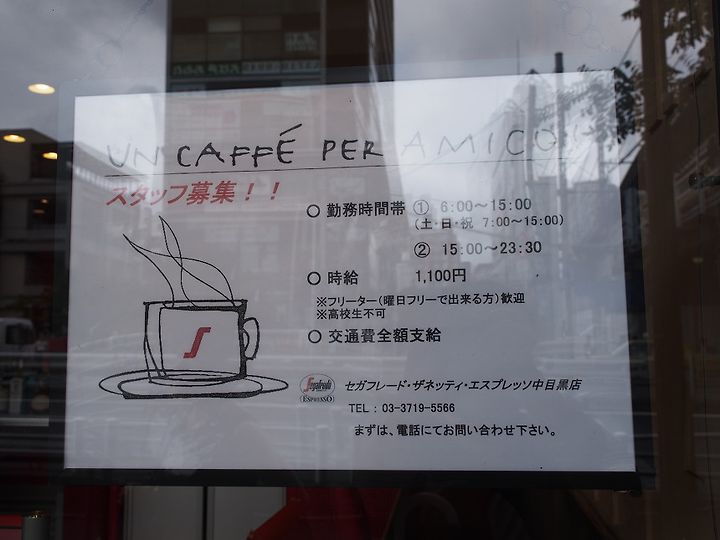 UN CAFFÉ PER AMICO!
スタッフ募集！！
○ 勤務時間帯 ① 6:00～15:00
（土・日・祝 7:00～15:00）
② 15:00～23:30
○ 時給 1,100円
※フリーター（曜日フリーで出来る方）歓迎
※高校生不可
○ 交通費全額支給
Segafredo
ESPRESSO
セガフレード・ザネッティ・エスプレッソ中目黒店
TEL : 03-3719-5566
まずは、電話にてお問い合わせ下さい。